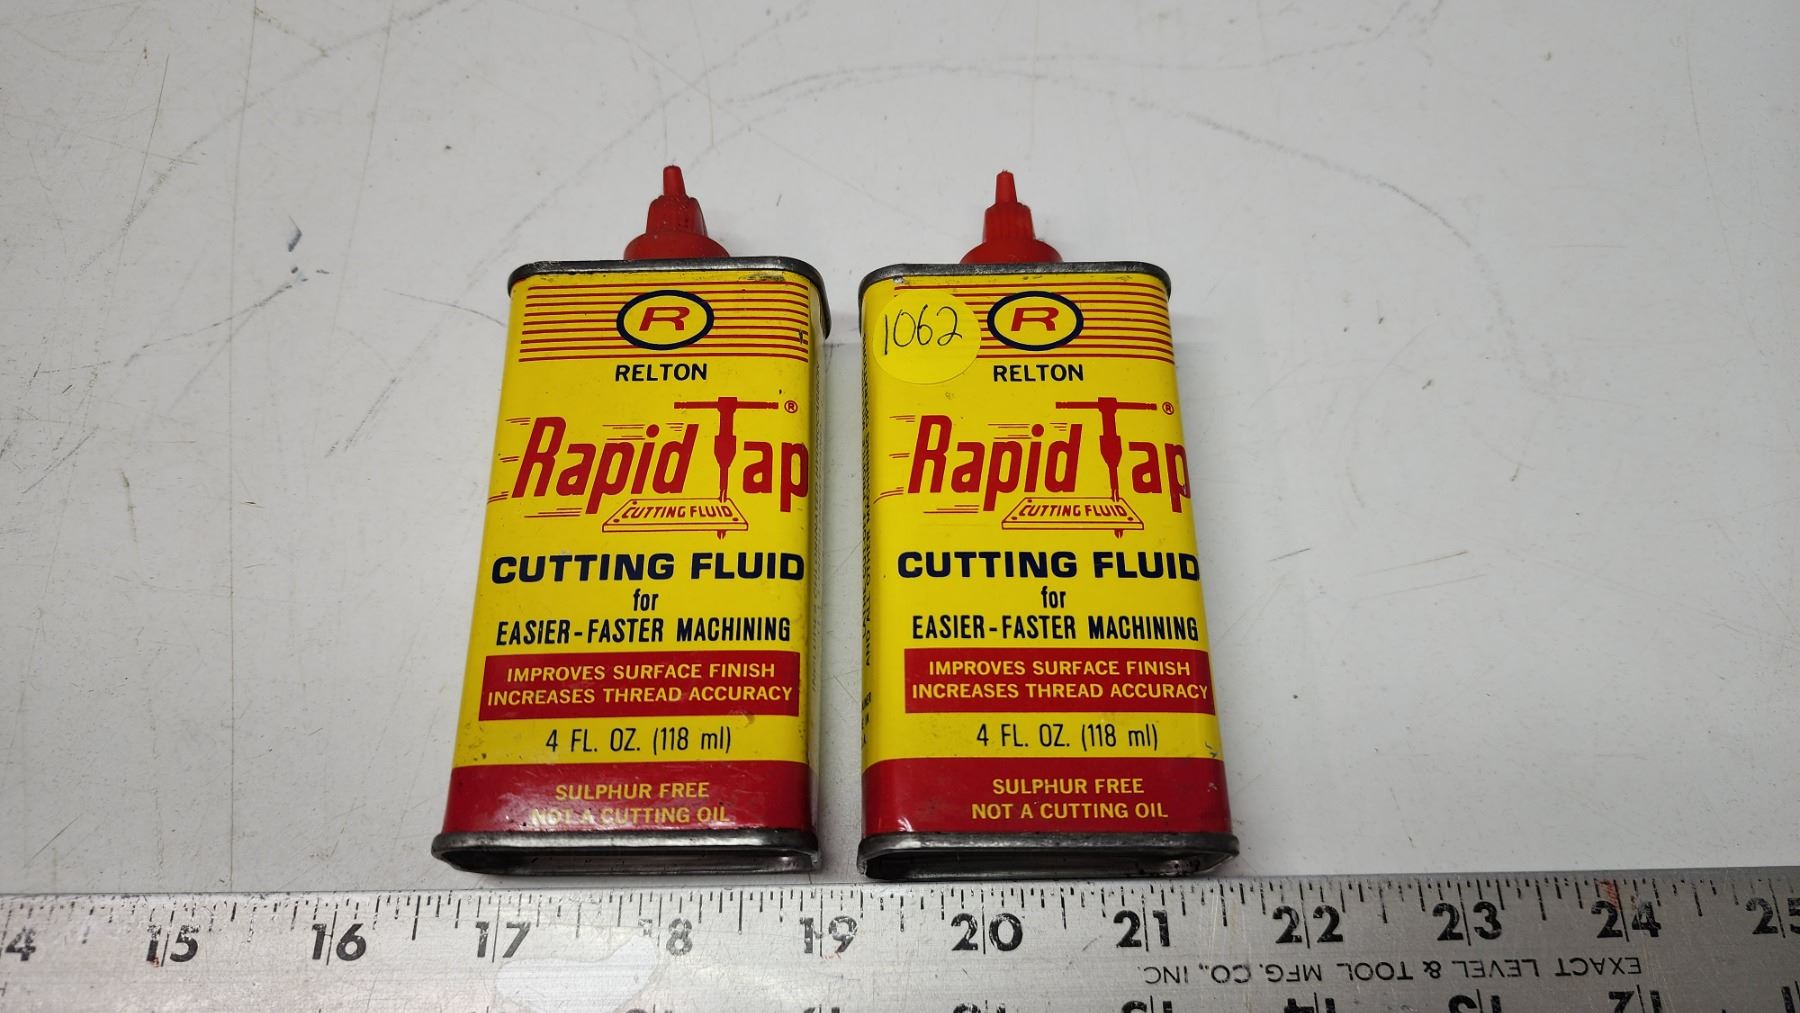 R
RELTON
Rapid Tap ®
CUTTING FLUID
CUTTING FLUID
for
EASIER-FASTER MACHINING
IMPROVES SURFACE FINISH
INCREASES THREAD ACCURACY
4 FL. OZ. (118 ml)
SULPHUR FREE
NOT A CUTTING OIL
1062
R
RELTON
Rapid Tap ®
CUTTING FLUID
CUTTING FLUID
for
EASIER-FASTER MACHINING
IMPROVES SURFACE FINISH
INCREASES THREAD ACCURACY
4 FL. OZ. (118 ml)
SULPHUR FREE
NOT A CUTTING OIL
4 15 16 17 18 19 20 21 22 23 24 25
EXACT LEVEL & TOOL MFG. CO., INC.